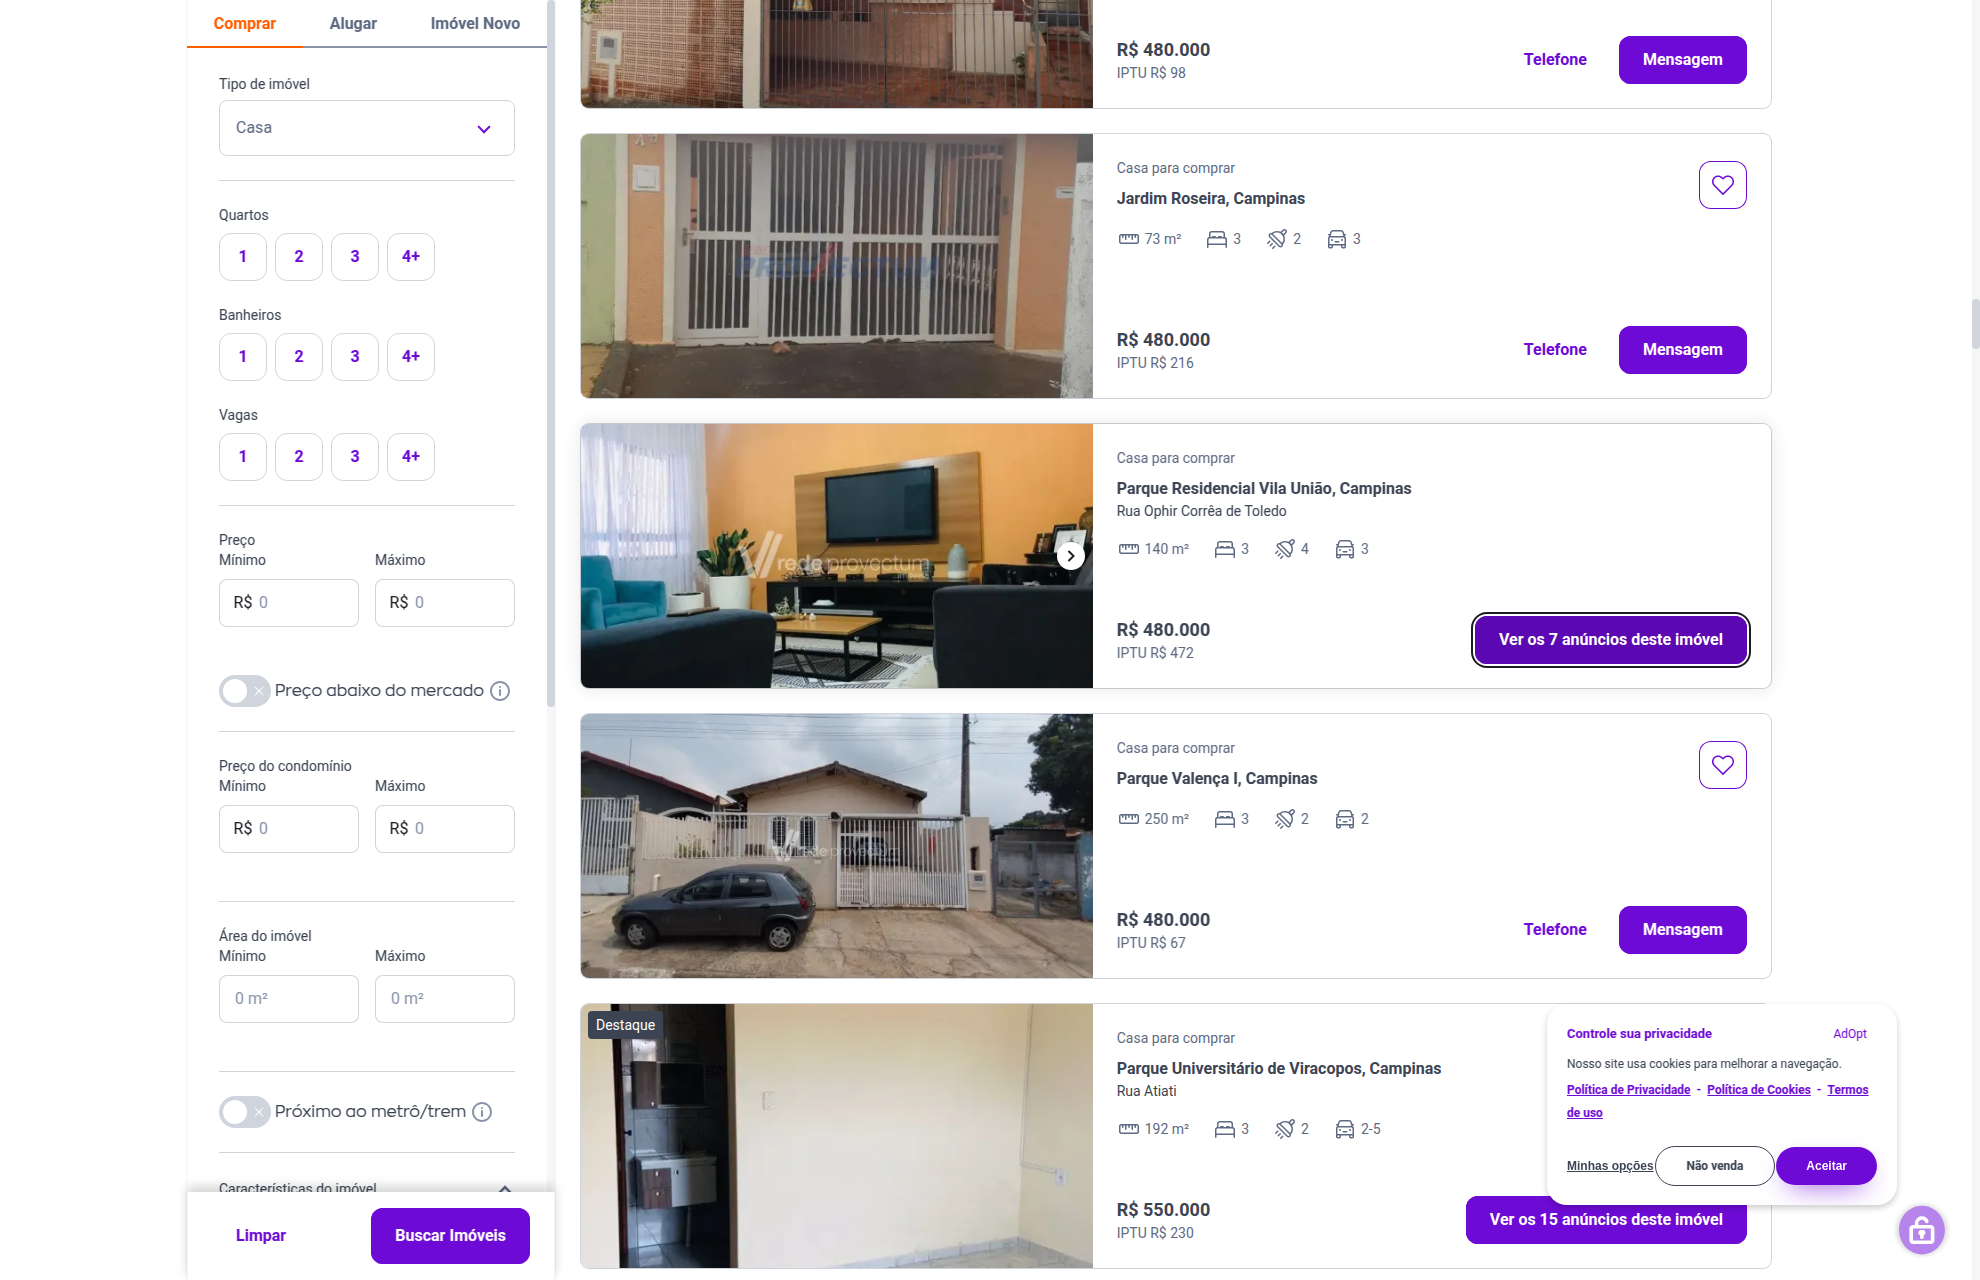 Comprar
Alugar
Imóvel Novo
Tipo de imóvel
Casa
Quartos
1
2
3
4+
Banheiros
1
2
3
4+
Vagas
1
2
3
4+
Preço
Mínimo
Máximo
R$ 0
R$ 0
Preço abaixo do mercado
Preço do condomínio
Mínimo
Máximo
R$ 0
R$ 0
Área do imóvel
Mínimo
Máximo
0 m²
0 m²
Próximo ao metrô/trem
Características do imóvel
Limpar
Buscar Imóveis
R$ 480.000
IPTU R$ 98
Telefone
Mensagem
PROVECTUM
Casa para comprar
Jardim Roseira, Campinas
73 m²
3
2
3
R$ 480.000
IPTU R$ 216
Telefone
Mensagem
rede provectum
imóveis
Casa para comprar
Parque Residencial Vila União, Campinas
Rua Ophir Corrêa de Toledo
140 m²
3
4
3
R$ 480.000
IPTU R$ 472
Ver os 7 anúncios deste imóvel
rede provectum
Casa para comprar
Parque Valença I, Campinas
250 m²
3
2
2
R$ 480.000
IPTU R$ 67
Telefone
Mensagem
Destaque
Casa para comprar
Parque Universitário de Viracopos, Campinas
Rua Atiati
192 m²
3
2
2-5
R$ 550.000
IPTU R$ 230
Ver os 15 anúncios deste imóvel
Controle sua privacidade
AdOpt
Nosso site usa cookies para melhorar a navegação.
Política de Privacidade - Política de Cookies - Termos
de uso
Minhas opções
Não venda
Aceitar